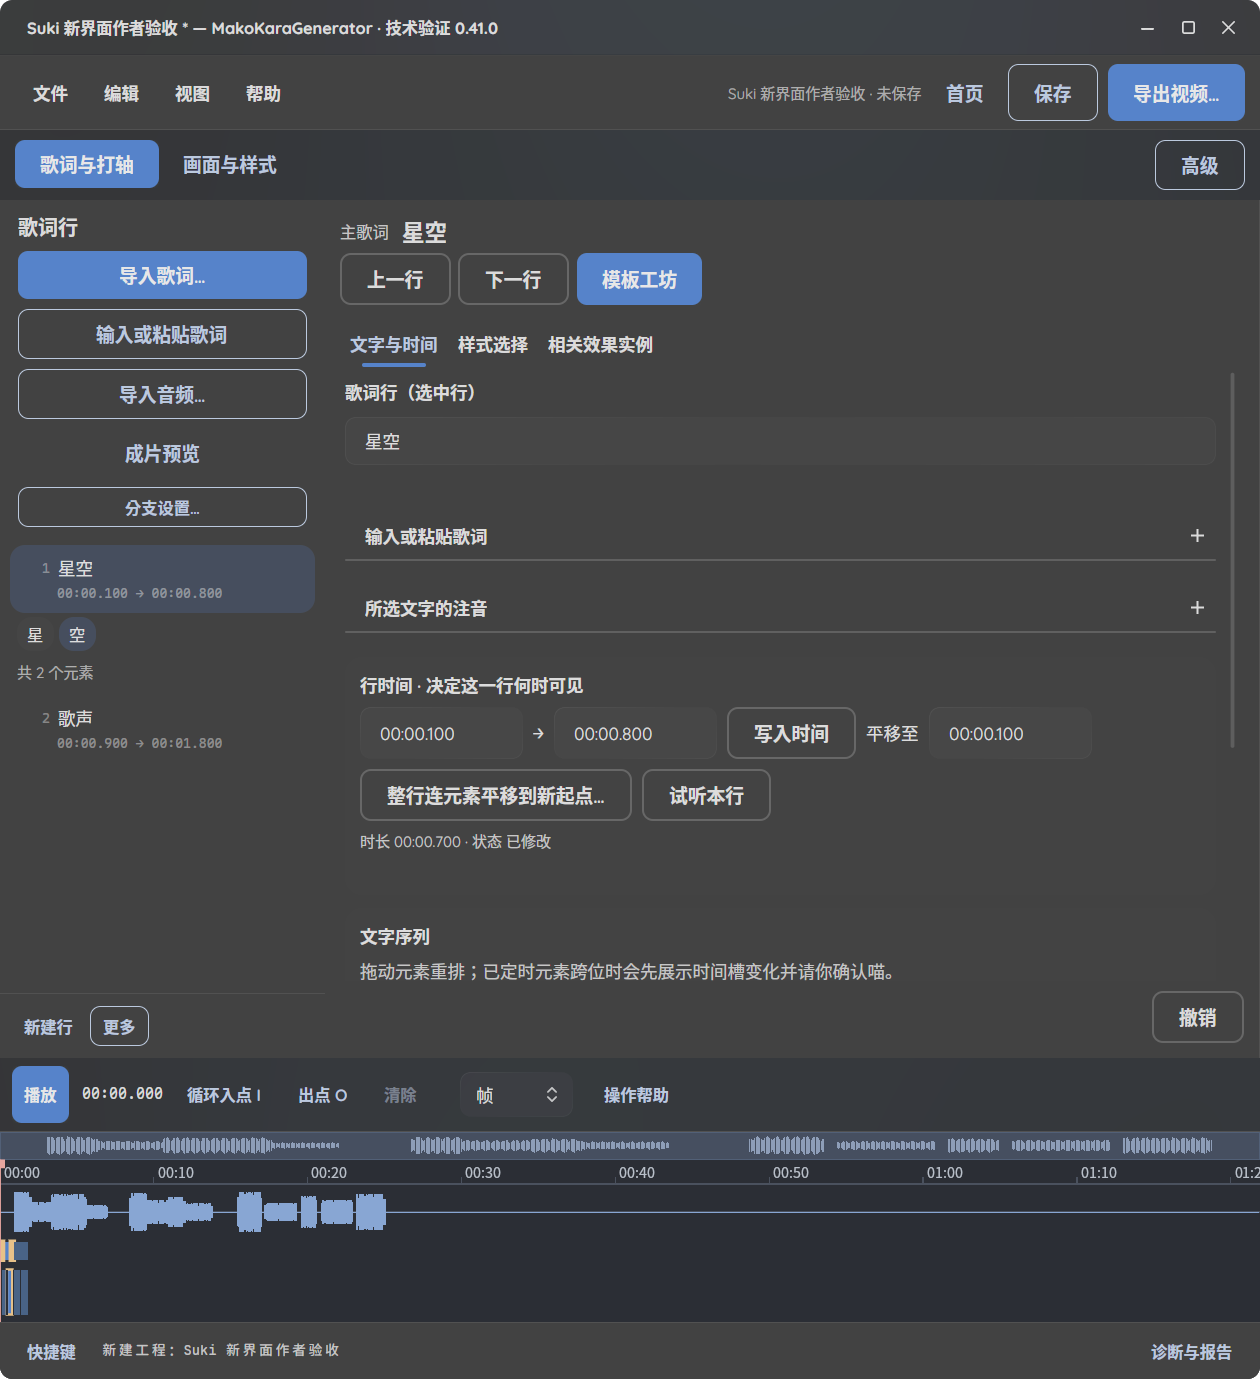 Suki 新界面作者验收 * — MakoKaraGenerator · 技术验证 0.41.0
文件 编辑 视图 帮助 Suki 新界面作者验收 · 未保存 首页 保存 导出视频...
歌词与打轴 画面与样式 高级
歌词行
导入歌词...
输入或粘贴歌词
导入音频...
成片预览
分支设置...
1 星空
00:00.100 → 00:00.800
星 空
共 2 个元素
2 歌声
00:00.900 → 00:01.800
新建行 更多
主歌词 星空
上一行 下一行 模板工坊
文字与时间 样式选择 相关效果实例
歌词行（选中行）
星空
输入或粘贴歌词 +
所选文字的注音 +
行时间 · 决定这一行何时可见
00:00.100 → 00:00.800 写入时间 平移至 00:00.100
整行连元素平移到新起点... 试听本行
时长 00:00.700 · 状态 已修改
文字序列
拖动元素重排；已定时元素跨位时会先展示时间槽变化并请你确认喵。
撤销
播放 00:00.000 循环入点 I 出点 O 清除 帧 操作帮助
00:00 00:10 00:20 00:30 00:40 00:50 01:00 01:10 01:2
快捷键 新建工程: Suki 新界面作者验收 诊断与报告